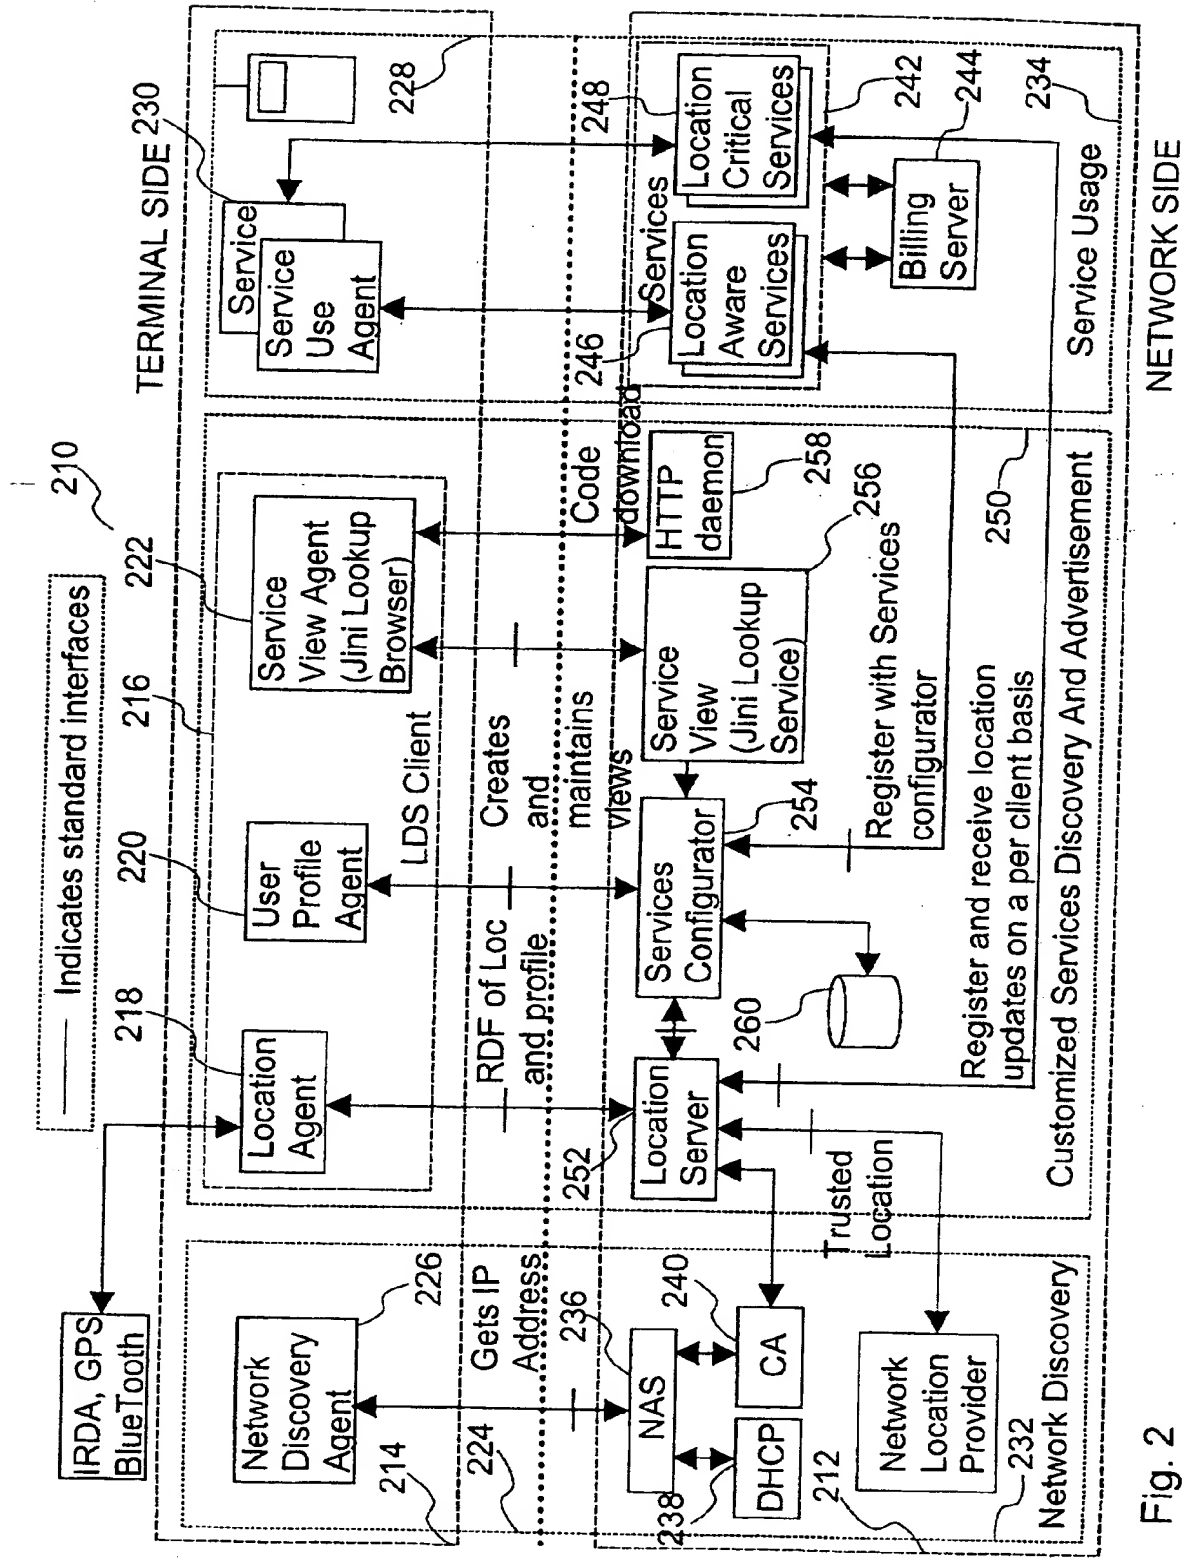 210
Indicates standard interfaces
IRDA, GPS
BlueTooth
TERMINAL SIDE
230
218
220
216
222
Network
Discovery
Agent
226
214
224
Location
Agent
User
Profile
Agent
Service
View Agent
(Jini Lookup
Browser)
LDS Client
Service
Service
Use
Agent
228
Gets IP
Address
RDF of Loc
and profile
Creates
and
maintains
views
Code
download
236
NAS
238
DHCP
240
CA
212
Network
Location
Provider
232
Network Discovery
252
Location
Server
Trusted
Location
Services
Configurator
254
260
Service
View
(Jini Lookup
Service)
256
HTTP
daemon
258
Register with Services
configurator
Register and receive location
updates on a per client basis
250
Customized Services Discovery And Advertisement
246
Services
248
Location
Aware
Services
Location
Critical
Services
242
Billing
Server
244
234
Service Usage
NETWORK SIDE
Fig. 2